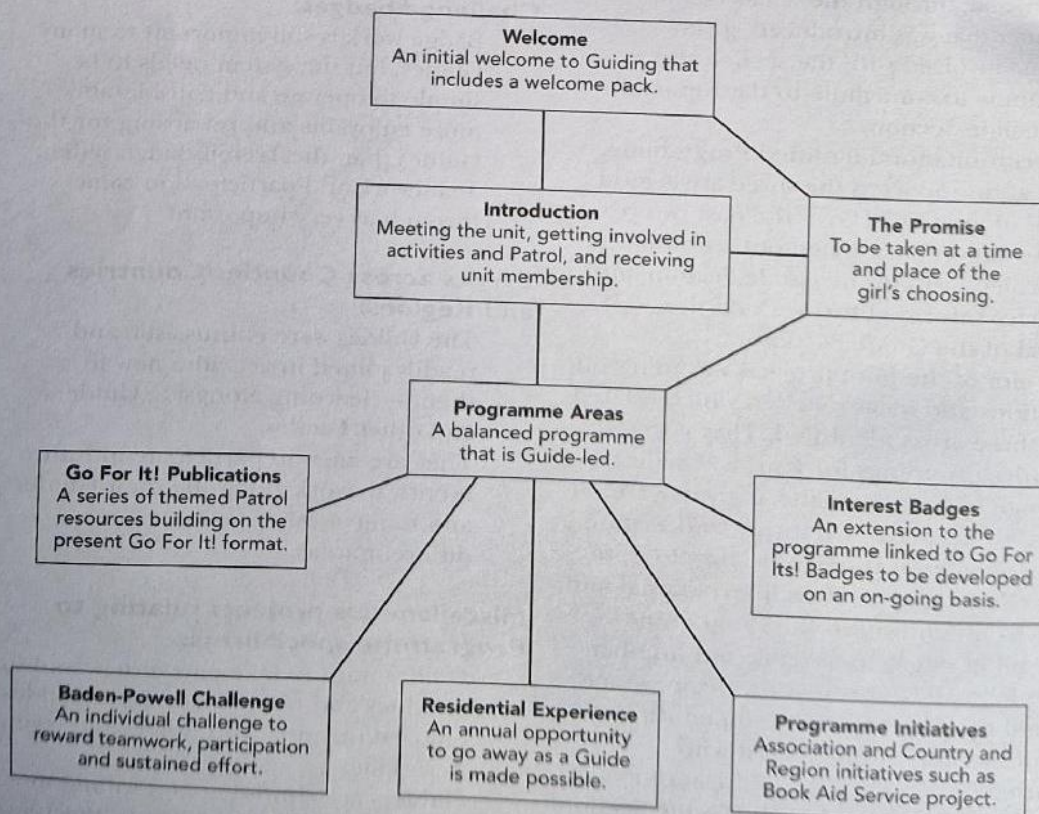 Welcome
An initial welcome to Guiding that
includes a welcome pack.
Introduction
Meeting the unit, getting involved in
activities and Patrol, and receiving
unit membership.
The Promise
To be taken at a time
and place of the
girl's choosing.
Programme Areas
A balanced programme
that is Guide-led.
Go For It! Publications
A series of themed Patrol
resources building on the
present Go For It! format.
Interest Badges
An extension to the
programme linked to Go For
Its! Badges to be developed
on an on-going basis.
Baden-Powell Challenge
An individual challenge to
reward teamwork, participation
and sustained effort.
Residential Experience
An annual opportunity
to go away as a Guide
is made possible.
Programme Initiatives
Association and Country and
Region initiatives such as
Book Aid Service project.